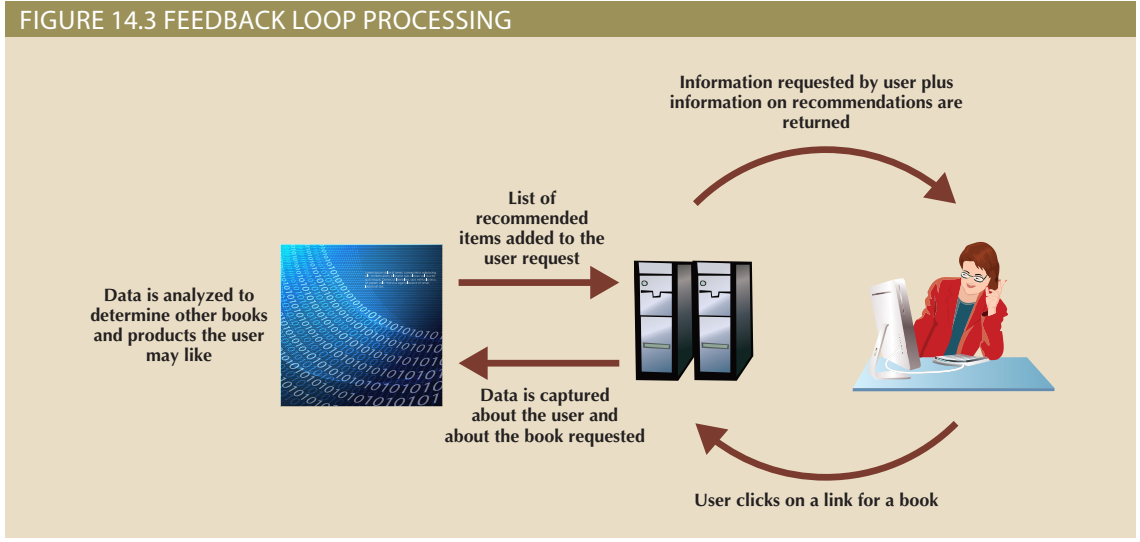 FIGURE 14.3 FEEDBACK LOOP PROCESSING
Information requested by user plus
information on recommendations are
returned
List of
recommended
items added to the
user request
Data is analyzed to
determine other books
and products the user
may like
Data is captured
about the user and
about the book requested
User clicks on a link for a book